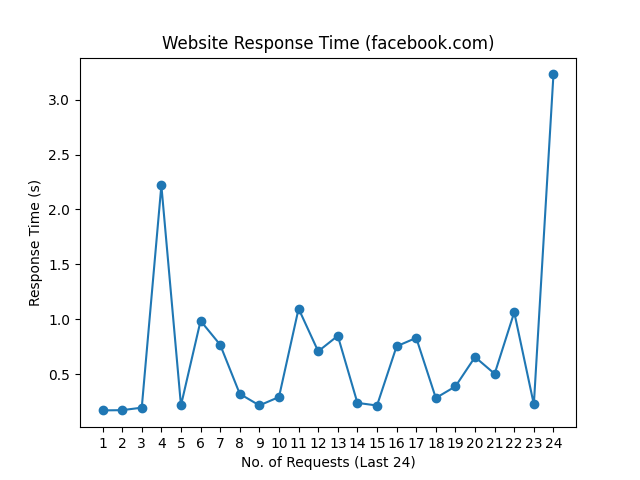 Website Response Time (facebook.com)
3.0
2.5
2.0
1.5
1.0
0.5
Response Time (s)
1 2 3 4 5 6 7 8 9 10 11 12 13 14 15 16 17 18 19 20 21 22 23 24
No. of Requests (Last 24)